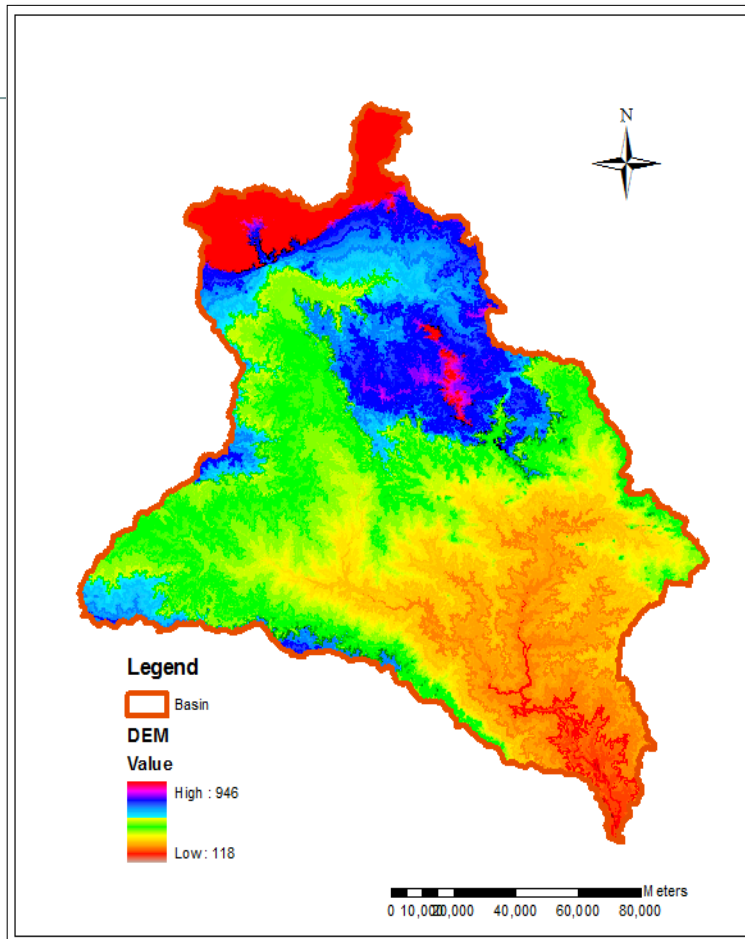 N
Legend
Basin
DEM
Value
High : 946
Low : 118
Meters
0 10,000 20,000 40,000 60,000 80,000